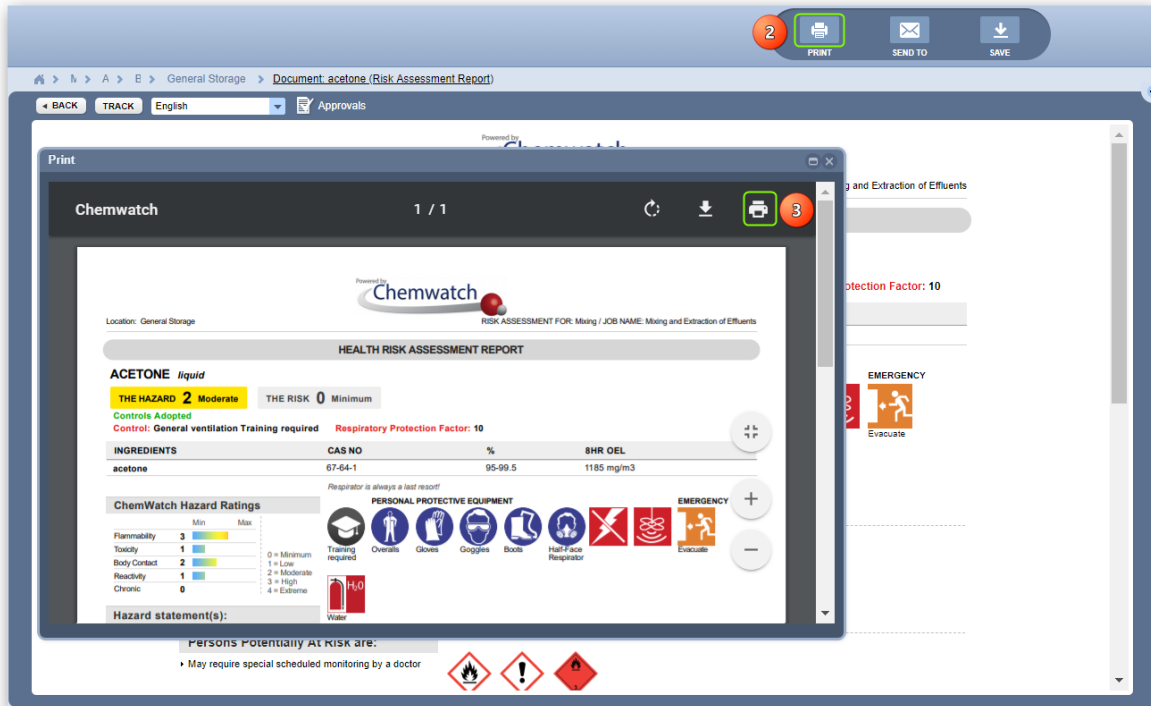 2
PRINT
SEND TO
SAVE
A > B > General Storage > Document: acetone (Risk Assessment Report)
BACK
TRACK
English
Approvals
Powered by
Print
g and Extraction of Effluents
Chemwatch
1 / 1
3
Powered by
Chemwatch
otection Factor: 10
Location: General Storage
RISK ASSESSMENT FOR: Mixing / JOB NAME: Mixing and Extraction of Effluents
HEALTH RISK ASSESSMENT REPORT
ACETONE liquid
THE HAZARD 2 Moderate
THE RISK 0 Minimum
EMERGENCY
Evacuate
Controls Adopted
Control: General ventilation Training required Respiratory Protection Factor: 10
INGREDIENTS CAS NO % 8HR OEL
acetone 67-64-1 95-99.5 1185 mg/m3
Respirator is always a last resort!
PERSONAL PROTECTIVE EQUIPMENT
EMERGENCY
Training required
Overalls
Gloves
Goggles
Boots
Half-Face Respirator
Evacuate
H2O
Water
ChemWatch Hazard Ratings
Min Max
Flammability 3
Toxicity 1
Body Contact 2
Reactivity 1
Chronic 0
0 = Minimum
1 = Low
2 = Moderate
3 = High
4 = Extreme
Hazard statement(s):
Persons Potentially At Risk are:
May require special scheduled monitoring by a doctor